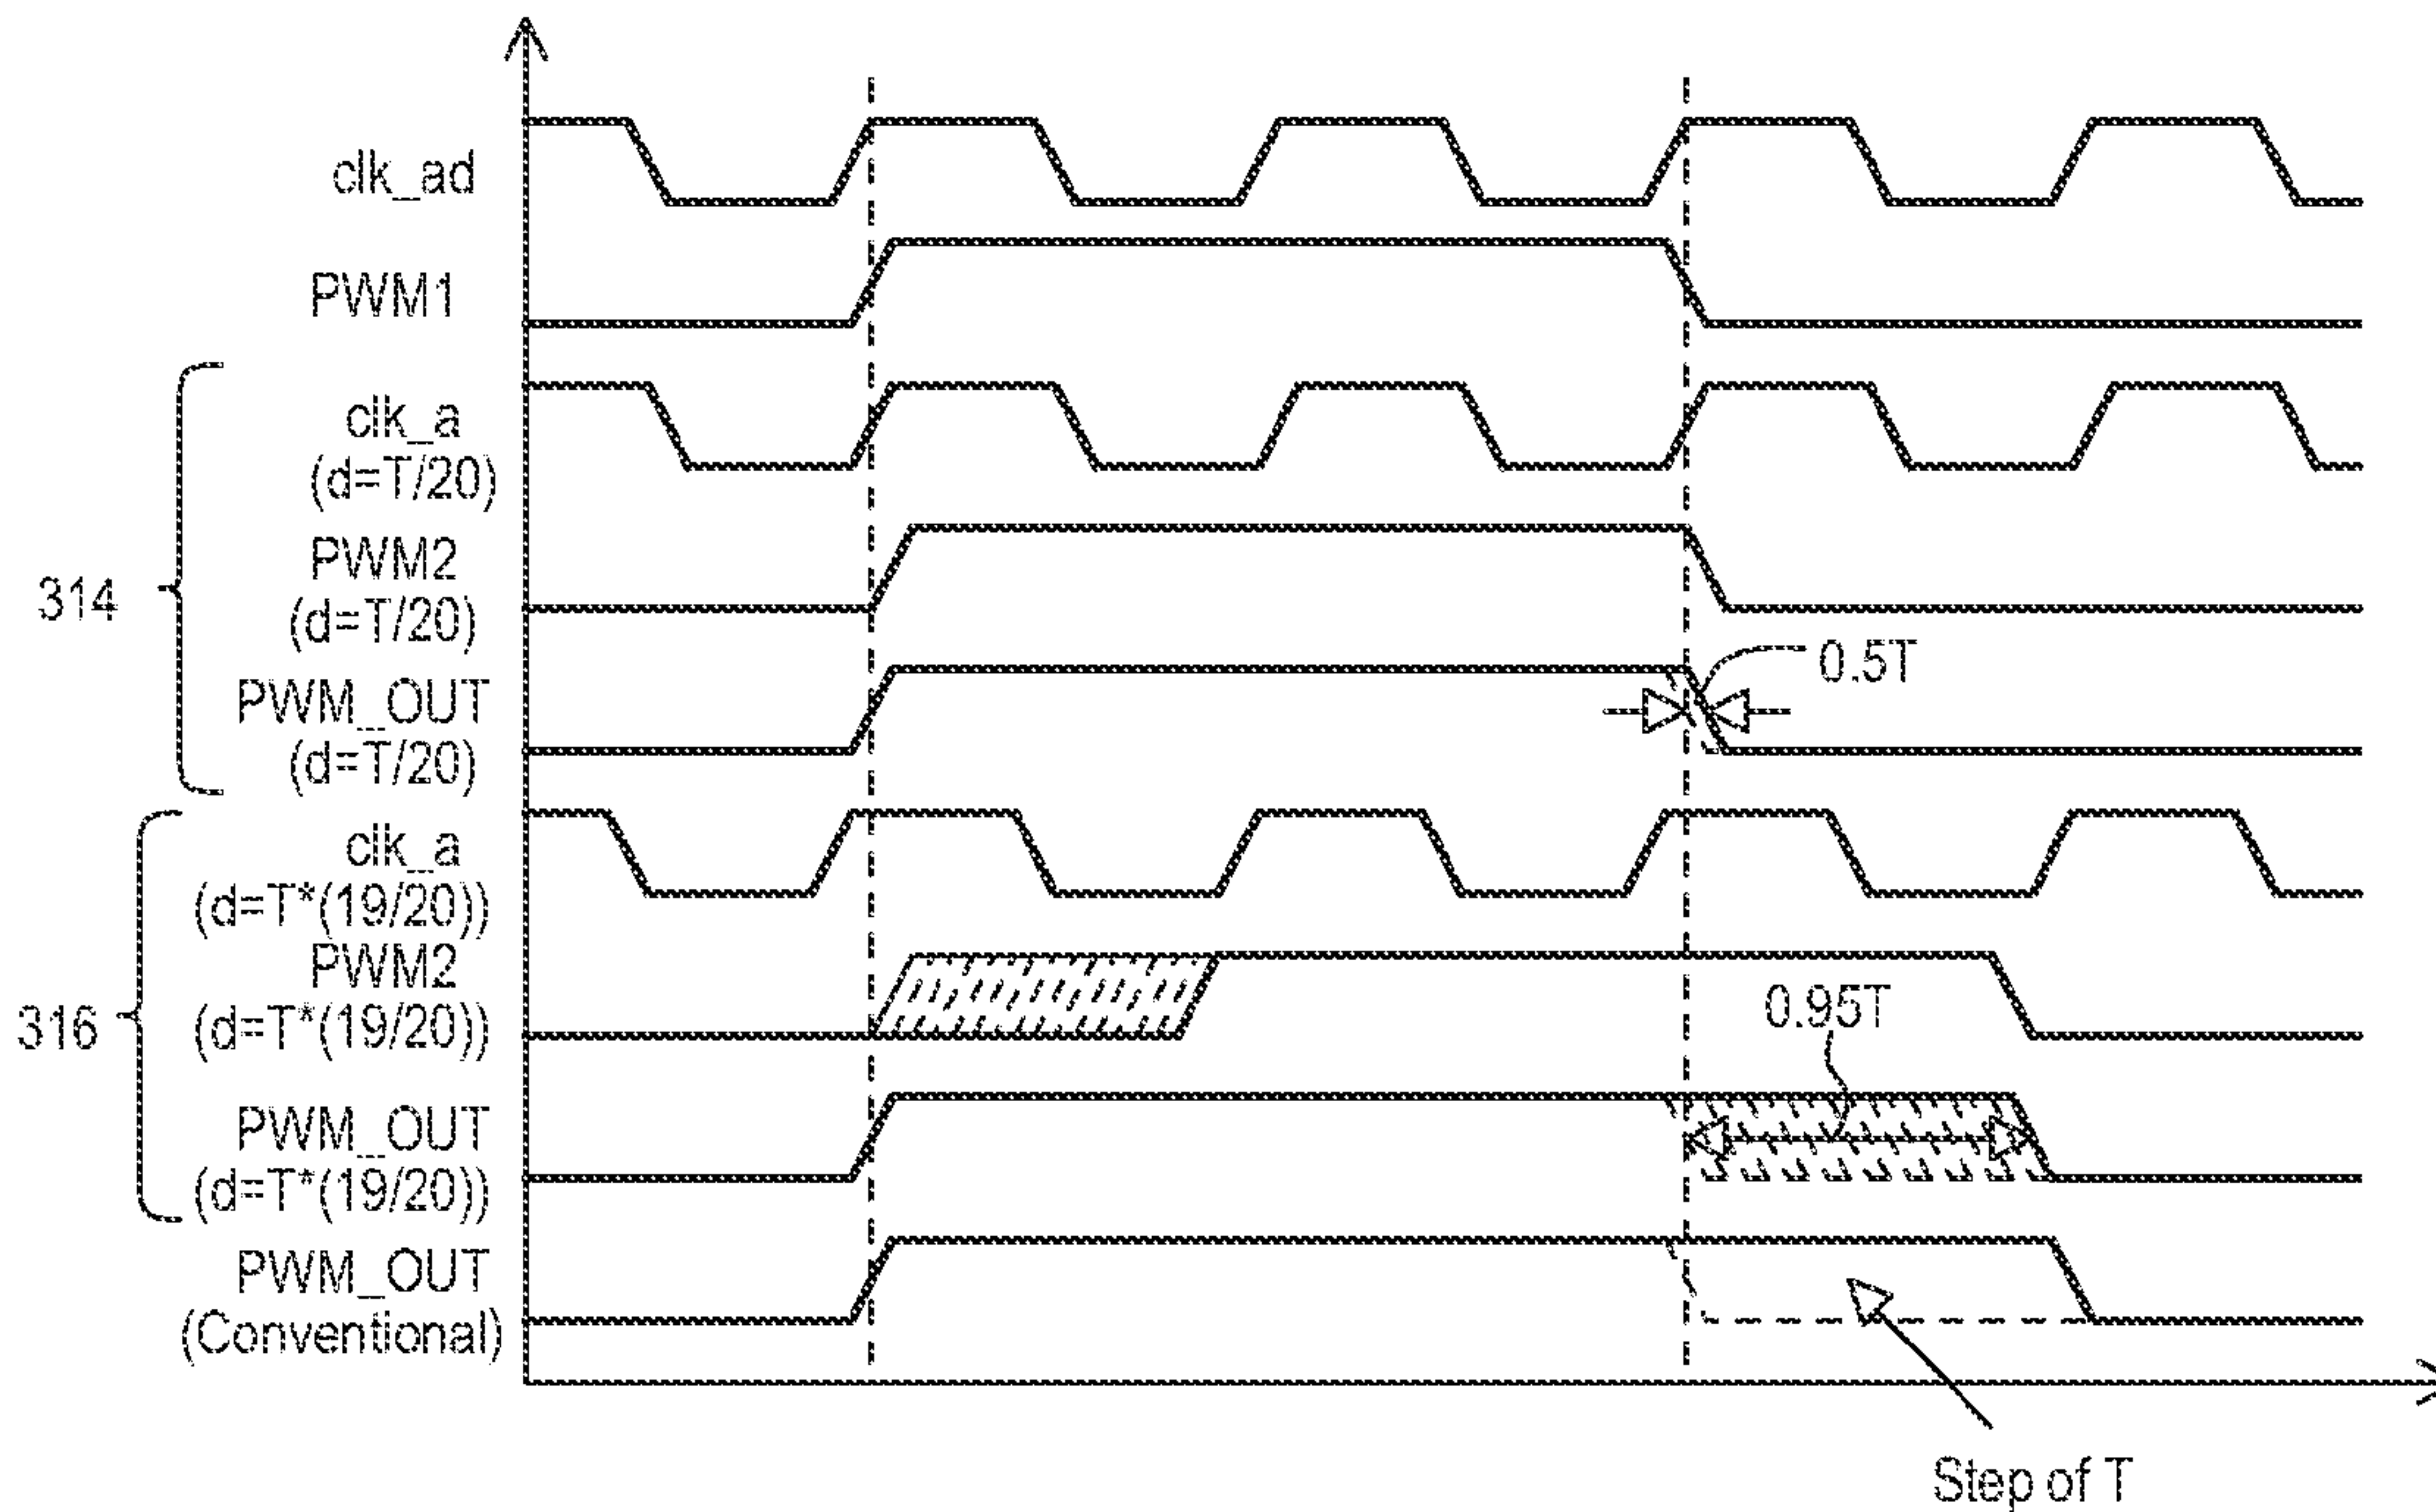 clk_ad
PWM1
clk_a
(d=T/20)
314
PWM2
(d=T/20)
0.5T
PWM_OUT
(d=T/20)
clk_a
(d=T*(19/20))
316
PWM2
(d=T*(19/20))
0.95T
PWM_OUT
(d=T*(19/20))
PWM_OUT
(Conventional)
Step of T